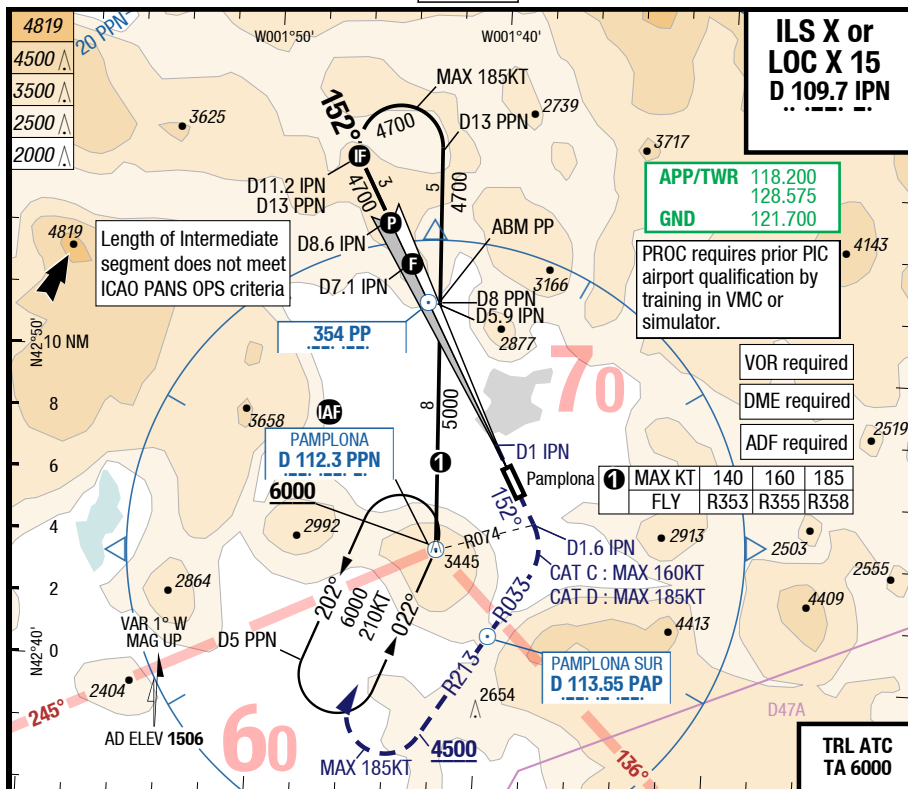 4819
4500
3500
2500
2000
20 PPN
W001°50'
W001°40'
ILS X or
LOC X 15
D 109.7 IPN
MAX 185KT
152°
4700
D13 PPN
2739
3625
3717
IF
D11.2 IPN
D13 PPN
3
4700
5
4700
APP/TWR 118.200
128.575
GND 121.700
4819
Length of Intermediate
segment does not meet
ICAO PANS OPS criteria
P
D8.6 IPN
F
D7.1 IPN
ABM PP
3166
4143
PROC requires prior PIC
airport qualification by
training in VMC or
simulator.
D8 PPN
D5.9 IPN
2877
354 PP
N42°50'
10 NM
70
VOR required
DME required
ADF required
8
8
5000
3658
IAF
2519
PAMPLONA
D 112.3 PPN
D1 IPN
6
1
Pamplona
1 MAX KT 140 160 185
FLY R353 R355 R358
6000
152°
4
2992
R074
3445
D1.6 IPN
2913
2503
CAT C : MAX 160KT
CAT D : MAX 185KT
2555
2
2864
202°
6000
210KT
022°
R033
4409
VAR 1° W
MAG UP
D5 PPN
4413
N42°40'
0
R213
PAMPLONA SUR
D 113.55 PAP
2404
2654
245°
D47A
AD ELEV 1506
60
4500
MAX 185KT
136°
TRL ATC
TA 6000